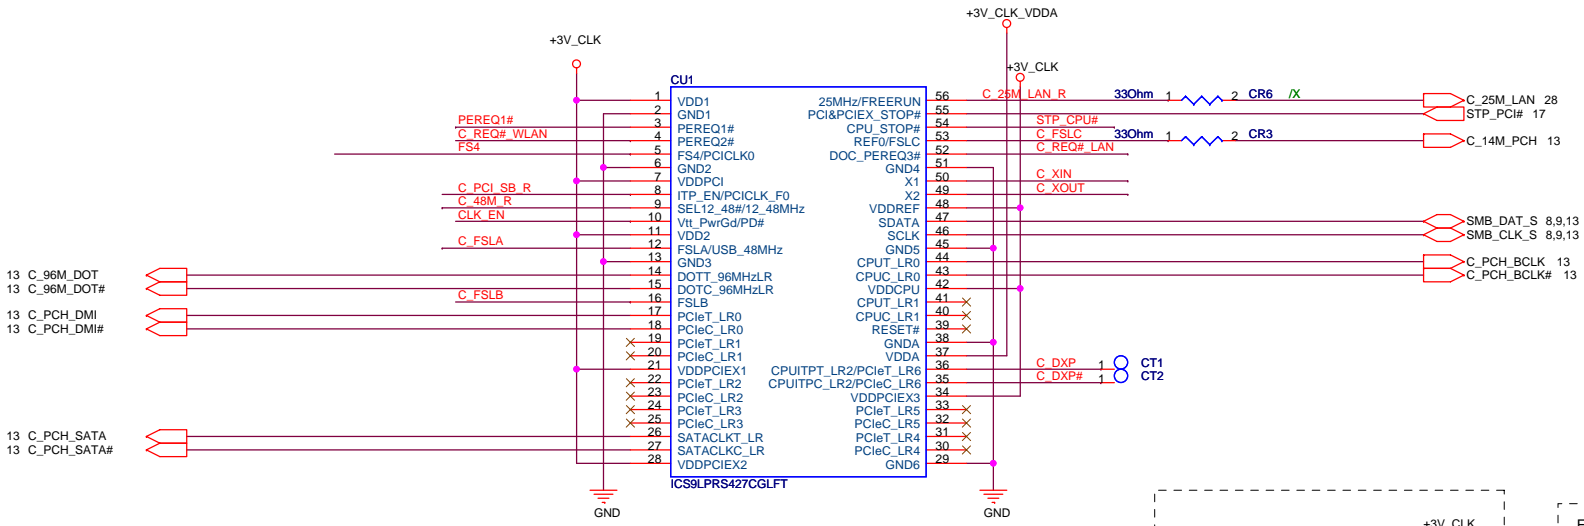 +3V_CLK_VDDA
+3V_CLK
+3V_CLK
CU1
1 VDD1
2 GND1
PEREQ1# 3 PEREQ1#
C_REQ#_WLAN 4 PEREQ2#
FS4 5 FS4/PCICLK0
6 GND2
7 VDDPCI
C_PCI_SB_R 8 ITP_EN/PCICLK_F0
C_48M_R 9 SEL12_48#/12_48MHz
CLK_EN 10 Vtt_PwrGd/PD#
11 VDD2
C_FSLA 12 FSLA/USB_48MHz
13 GND3
13 C_96M_DOT 14 DOTT_96MHzLR
13 C_96M_DOT# 15 DOTC_96MHzLR
C_FSLB 16 FSLB
13 C_PCH_DMI 17 PCIeT_LR0
13 C_PCH_DMI# 18 PCIeC_LR0
19 PCIeT_LR1
20 PCIeC_LR1
21 VDDPCIEX1
22 PCIeT_LR2
23 PCIeC_LR2
24 PCIeT_LR3
25 PCIeC_LR3
13 C_PCH_SATA 26 SATACLKT_LR
13 C_PCH_SATA# 27 SATACLKC_LR
28 VDDPCIEX2
25MHz/FREERUN 56 C_25M_LAN_R 33Ohm 1 2 CR6 /X C_25M_LAN 28
PCI&PCIEX_STOP# 55 STP_PCI# 17
CPU_STOP# 54 STP_CPU#
REF0/FSLC 53 C_FSLC 33Ohm 1 2 CR3 C_14M_PCH 13
DOC_PEREQ3# 52 C_REQ#_LAN
GND4 51
X1 50 C_XIN
X2 49 C_XOUT
VDDREF 48
SDATA 47 SMB_DAT_S 8,9,13
SCLK 46 SMB_CLK_S 8,9,13
GND5 45
CPUT_LR0 44 C_PCH_BCLK 13
CPUC_LR0 43 C_PCH_BCLK# 13
VDDCPU 42
CPUT_LR1 41
CPUC_LR1 40
RESET# 39
GNDA 38
VDDA 37
CPUITPT_LR2/PCIeT_LR6 36 C_DXP 1 CT1
CPUITPC_LR2/PCIeC_LR6 35 C_DXP# 1 CT2
VDDPCIEX3 34
PCIeT_LR5 33
PCIeC_LR5 32
PCIeT_LR4 31
PCIeC_LR4 30
GND6 29
ICS9LPRS427CGLFT
GND
GND
+3V_CLK